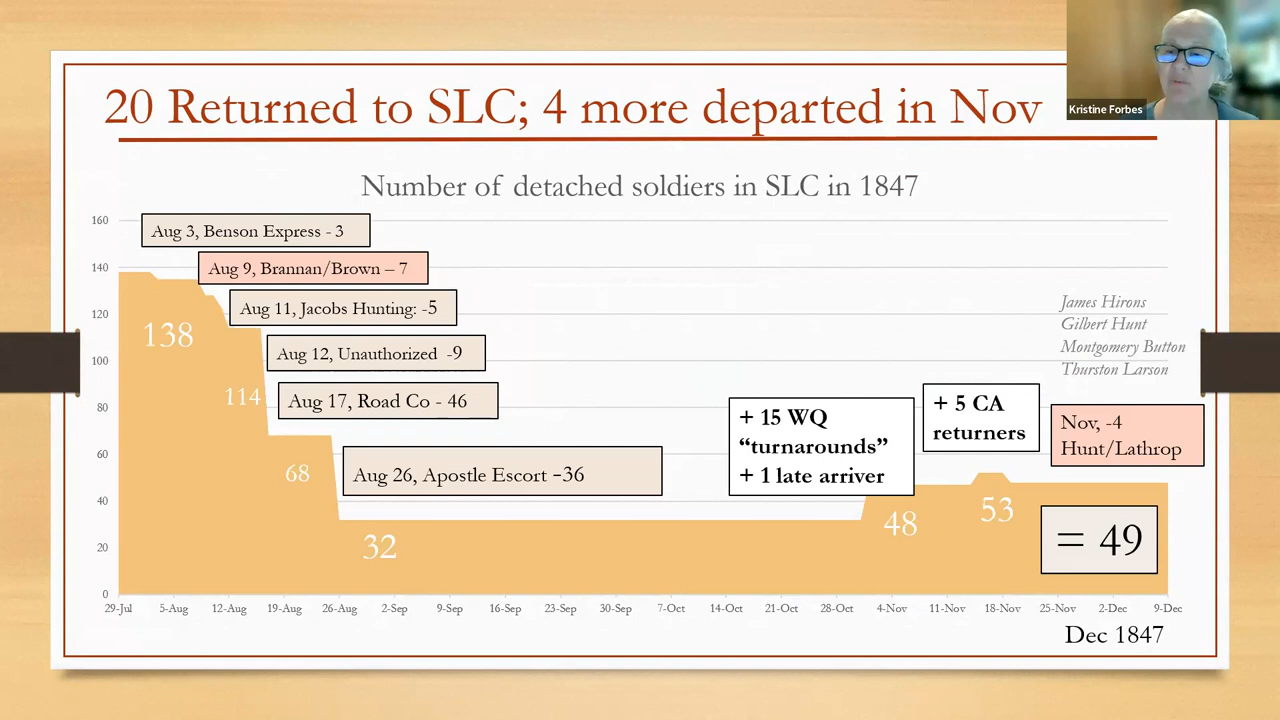 20 Returned to SLC; 4 more departed in Nov
Kristine Forbes
Number of detached soldiers in SLC in 1847
160
140
120
100
80
60
40
20
0
Aug 3, Benson Express - 3
Aug 9, Brannan/Brown – 7
Aug 11, Jacobs Hunting: -5
Aug 12, Unauthorized -9
Aug 17, Road Co - 46
Aug 26, Apostle Escort -36
138
114
68
32
+ 15 WQ
“turnarounds”
+ 1 late arriver
48
+ 5 CA
returners
53
James Hirons
Gilbert Hunt
Montgomery Button
Thurston Larson
Nov, -4
Hunt/Lathrop
= 49
29-Jul 5-Aug 12-Aug 19-Aug 26-Aug 2-Sep 9-Sep 16-Sep 23-Sep 30-Sep 7-Oct 14-Oct 21-Oct 28-Oct 4-Nov 11-Nov 18-Nov 25-Nov 2-Dec 9-Dec
Dec 1847